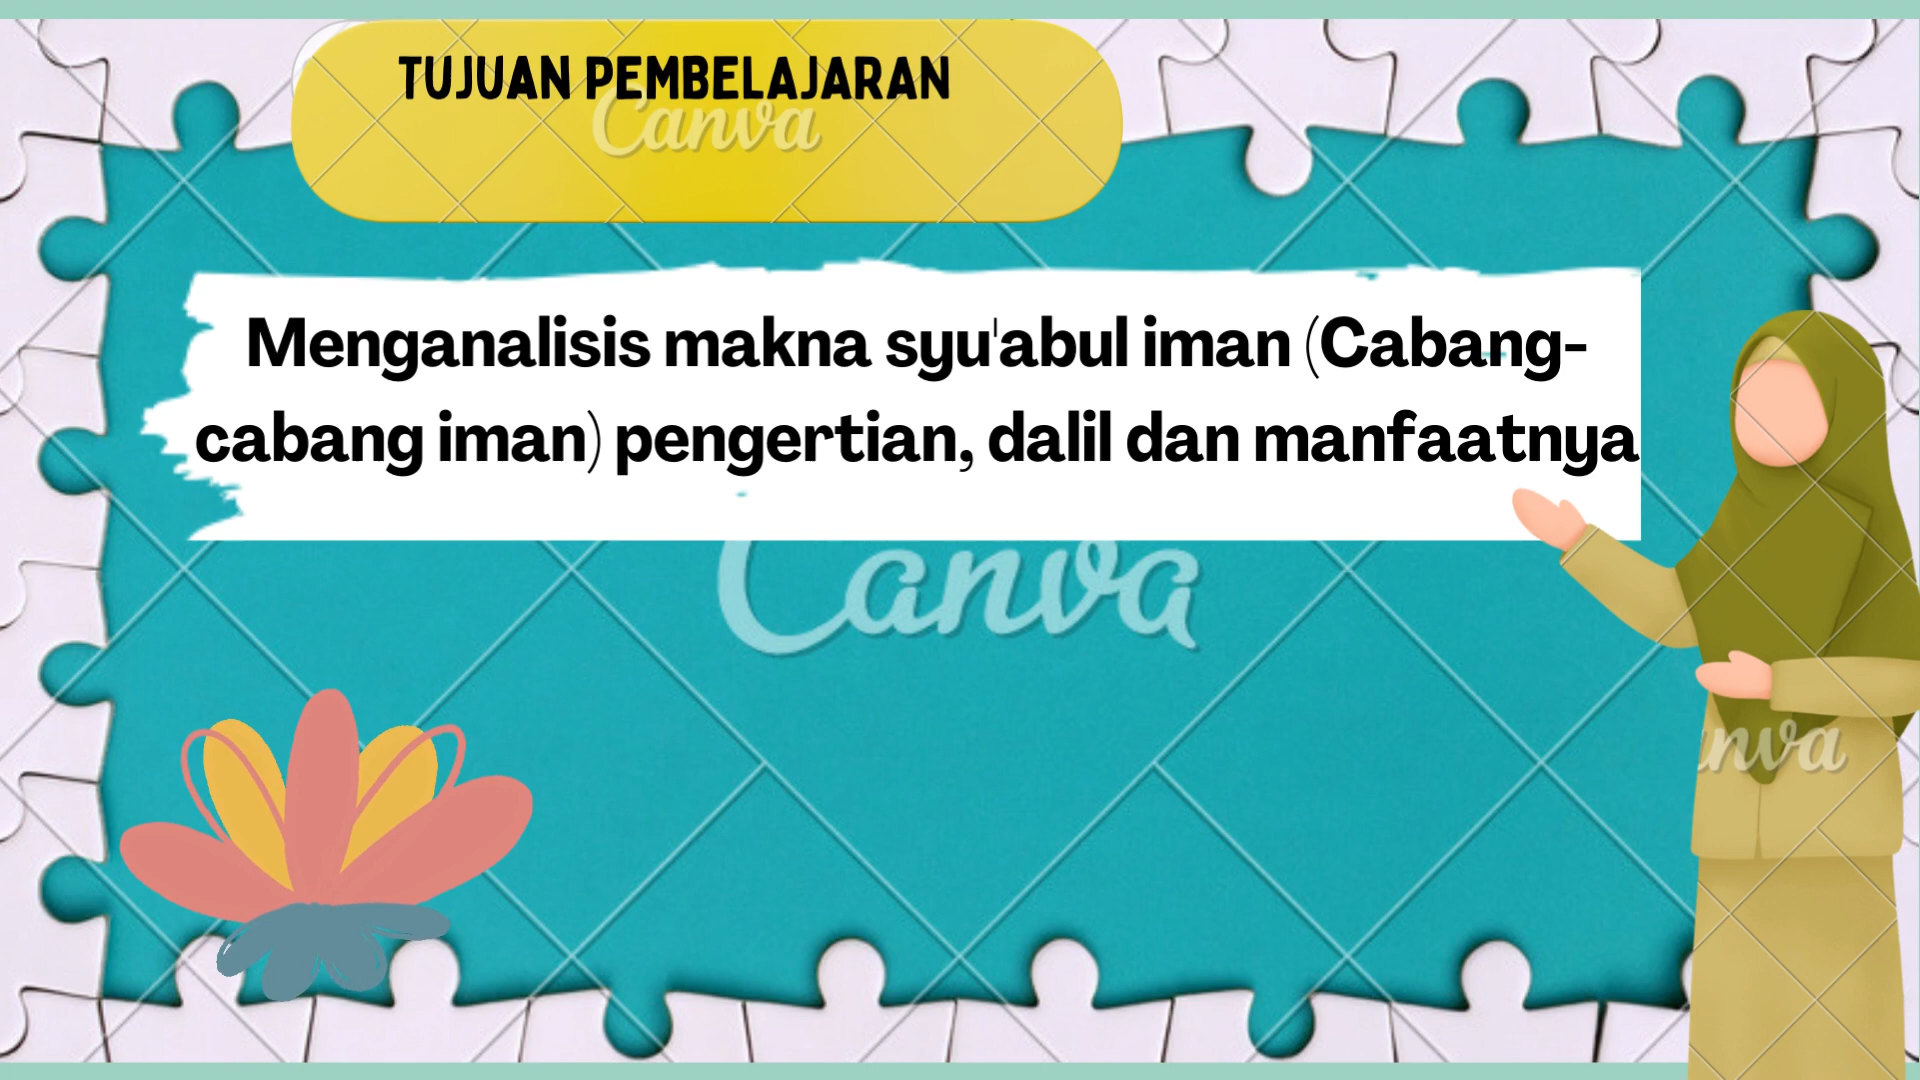 TUJUAN PEMBELAJARAN
Canva
Menganalisis makna syu'abul iman (Cabang-
cabang iman) pengertian, dalil dan manfaatnya
Canva
nva